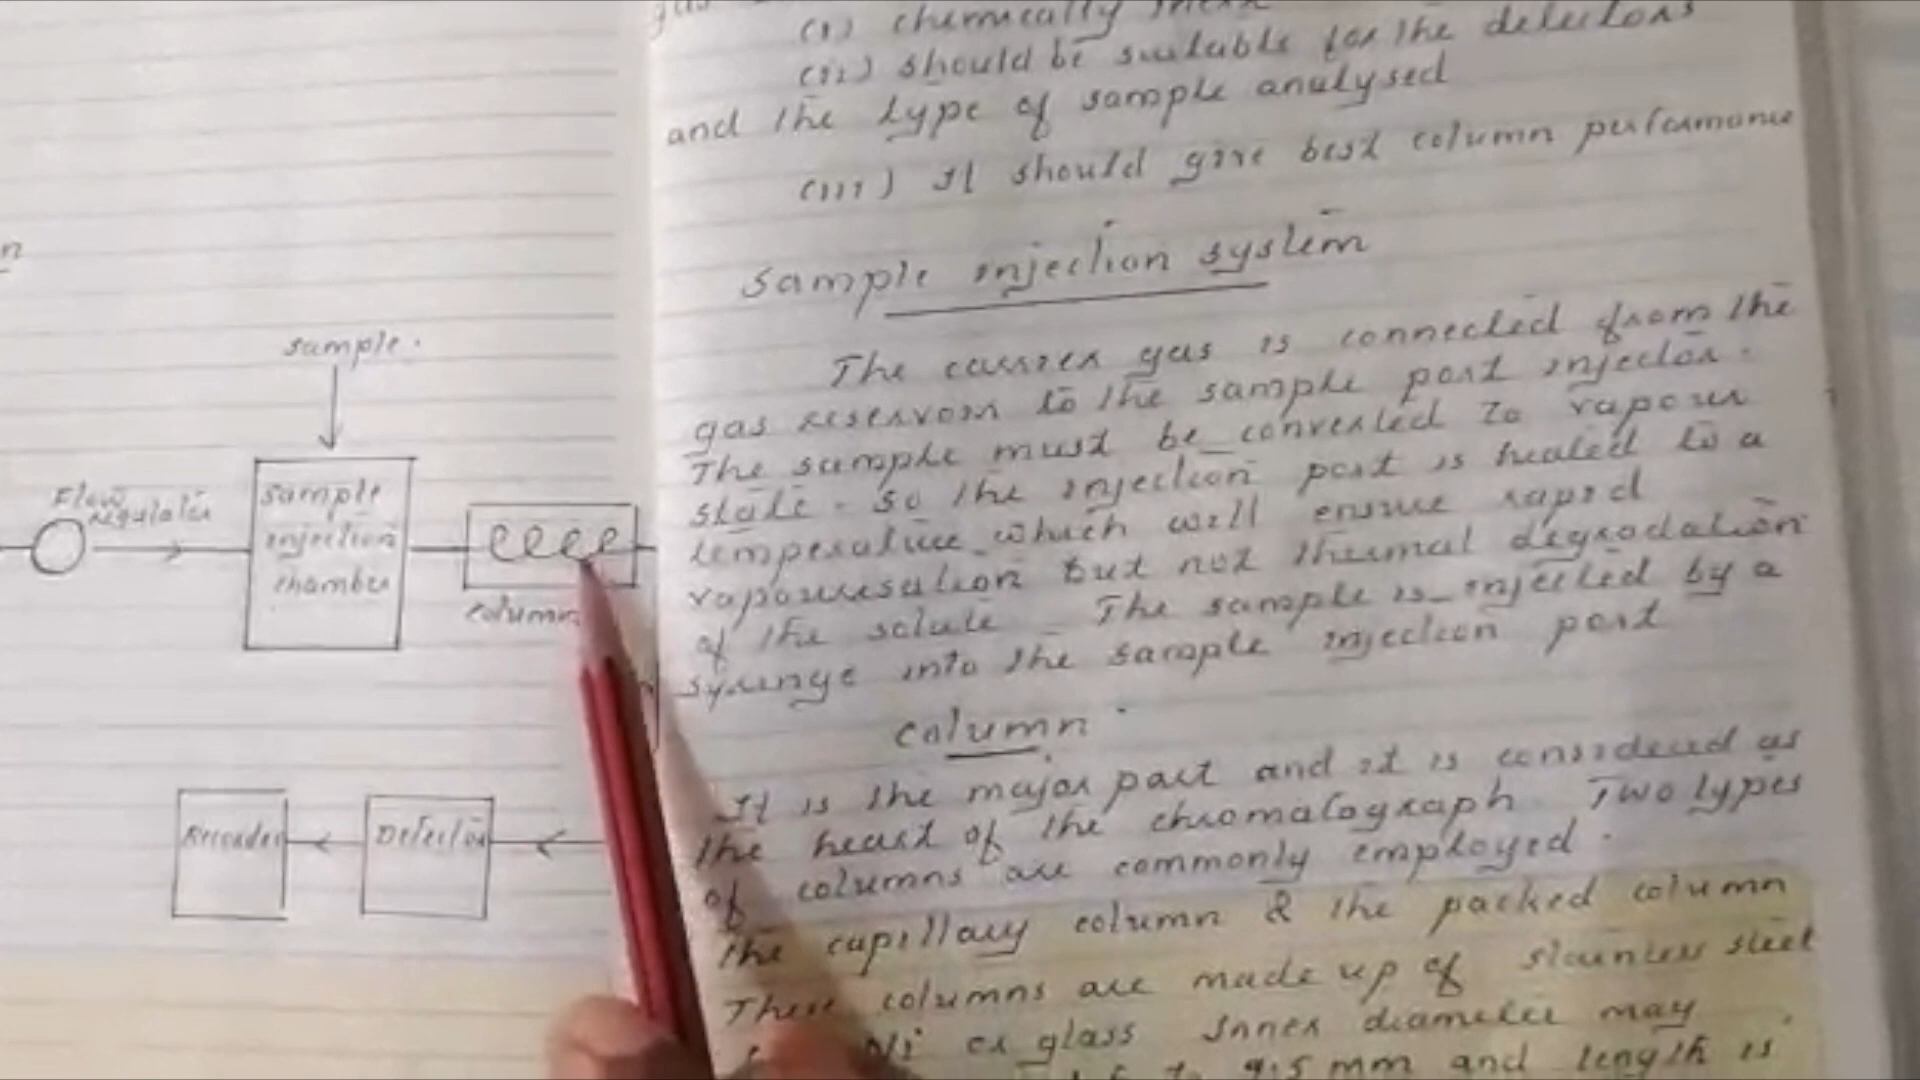 sample.
Flow
regulator
sample
injection
chamber
column
Recorder
Detector
(i) chemically
(ii) should be suitable for the detectors
and the type of sample analysed
(iii) It should give best column performance
Sample injection system
The carrier gas is connected from the
gas reservoir to the sample port injector.
The sample must be converted to vapour
state. So the injection port is heated to a
temperature which will ensure rapid
vapourisation but not thermal degradation
of the solute The sample is injected by a
syringe into the sample injection port
column
It is the major part and it is considered as
the heart of the chromatograph. Two types
of columns are commonly employed.
the capillary column & the packed column
These columns are made up of stainless steel
or glass Inner diameter may
9.5 mm and length is